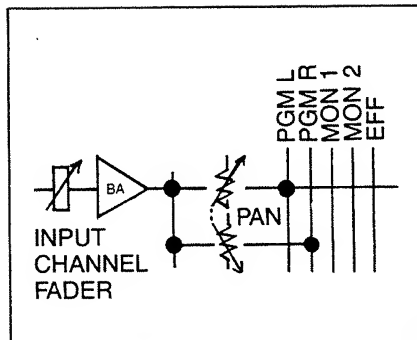 PGM L
PGM R
MON 1
MON 2
EFF
BA
PAN
INPUT
CHANNEL
FADER